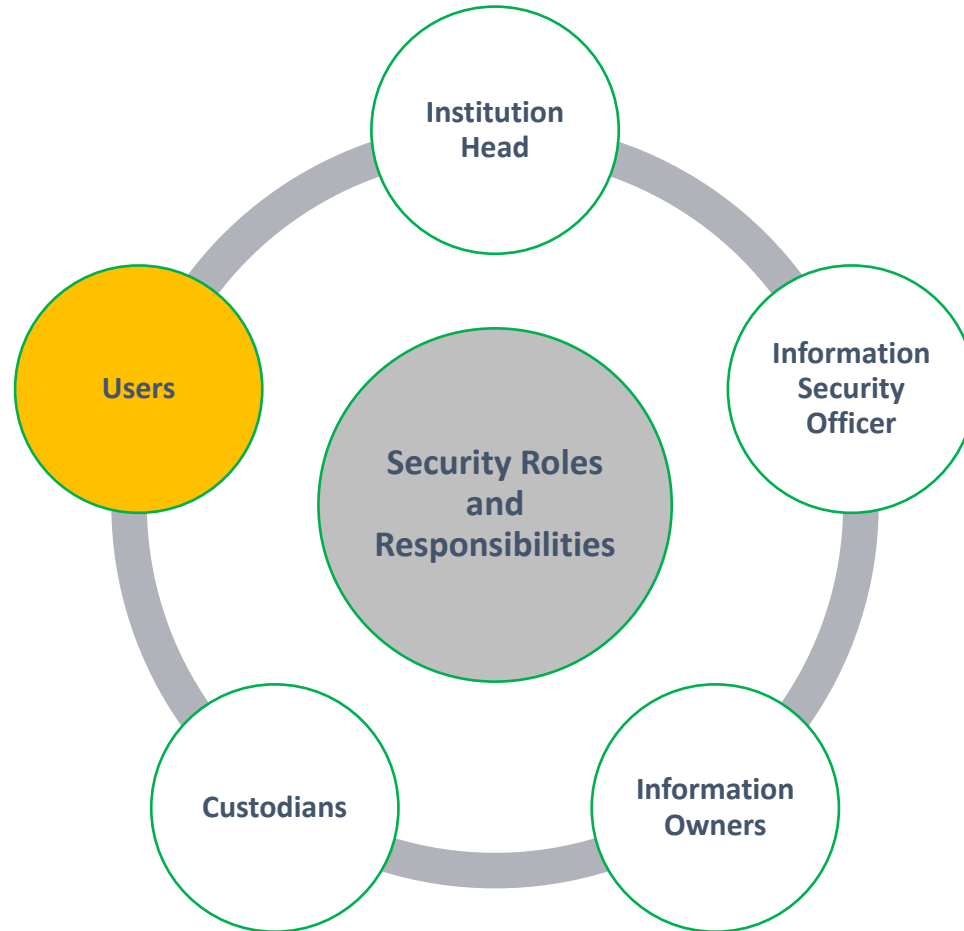 Institution
Head
Information
Security
Officer
Users
Security Roles
and
Responsibilities
Custodians
Information
Owners